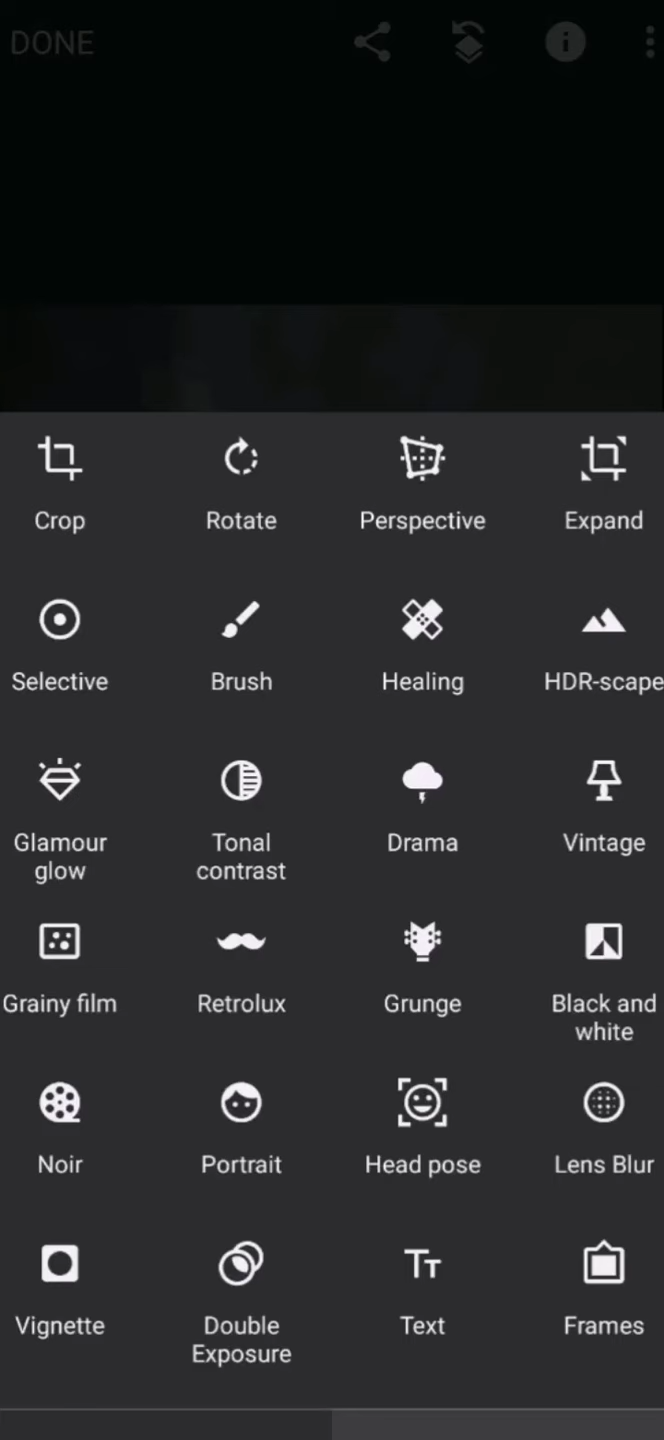 DONE
Crop Rotate Perspective Expand
Selective Brush Healing HDR-scape
Glamour glow Tonal contrast Drama Vintage
Grainy film Retrolux Grunge Black and white
Noir Portrait Head pose Lens Blur
Vignette Double Exposure Text Frames